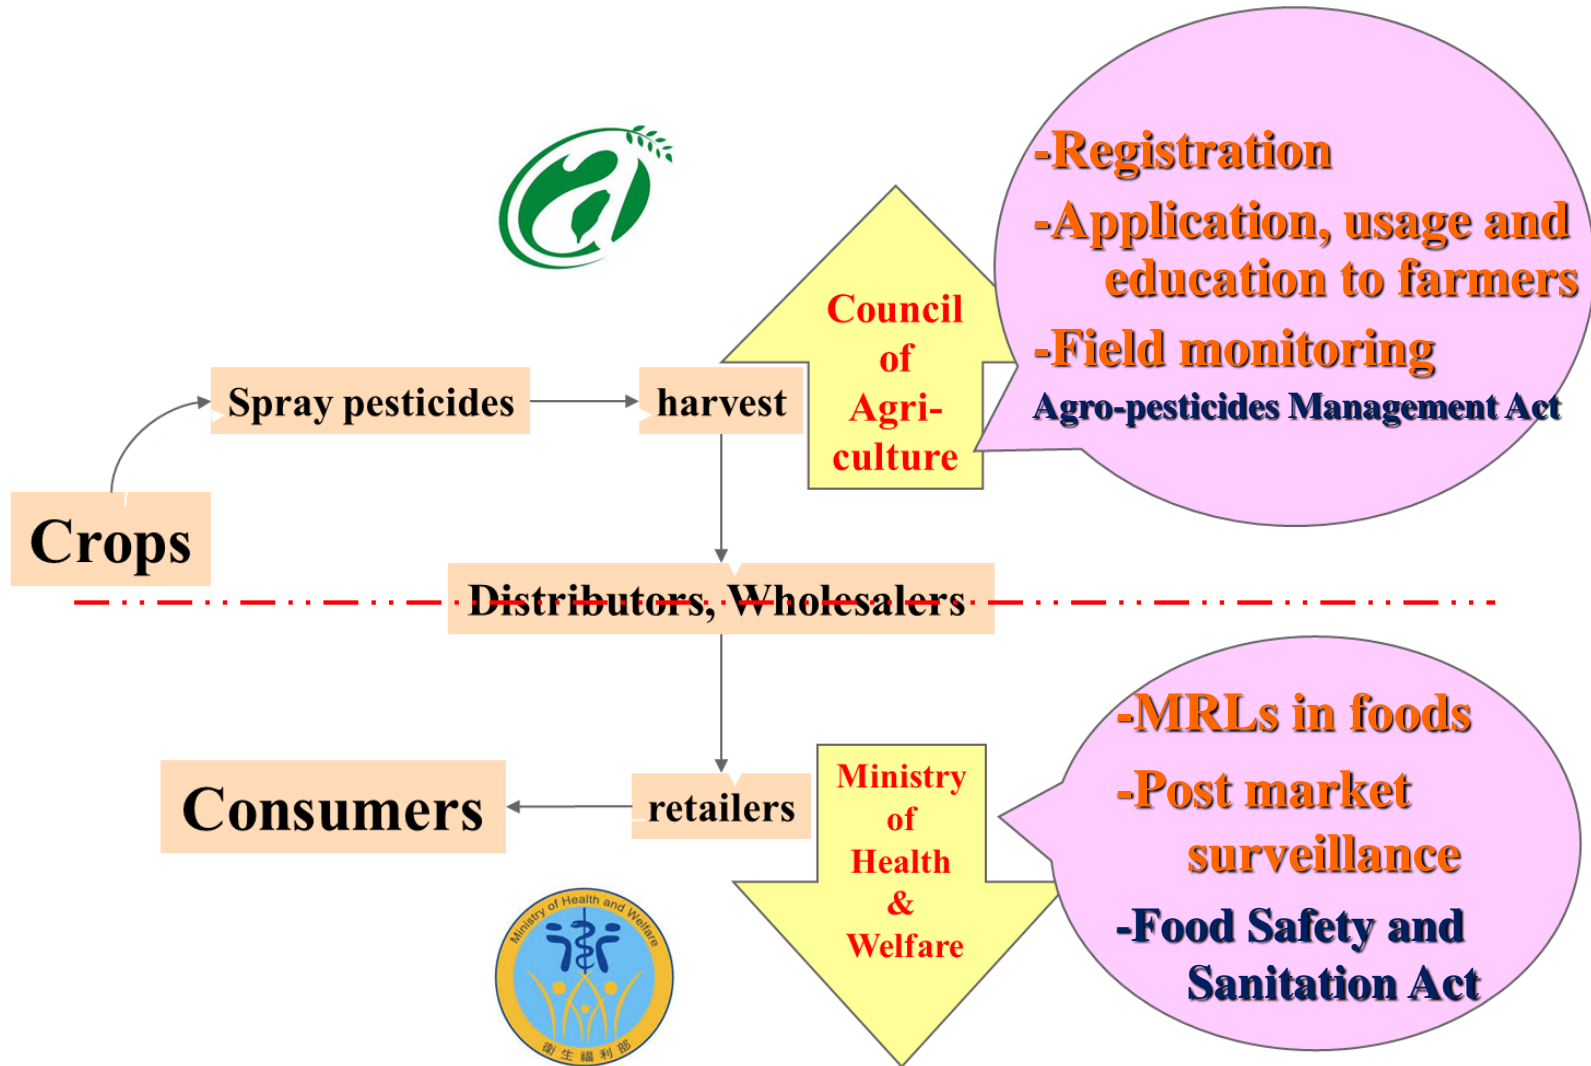 -Registration
-Application, usage and
education to farmers
-Field monitoring
Agro-pesticides Management Act
Council
of
Agri-
culture
Spray pesticides
harvest
Crops
Distributors, Wholesalers
-MRLs in foods
-Post market
surveillance
-Food Safety and
Sanitation Act
Ministry
of
Health
&
Welfare
retailers
Consumers
Ministry of Health and Welfare
衛生福利部